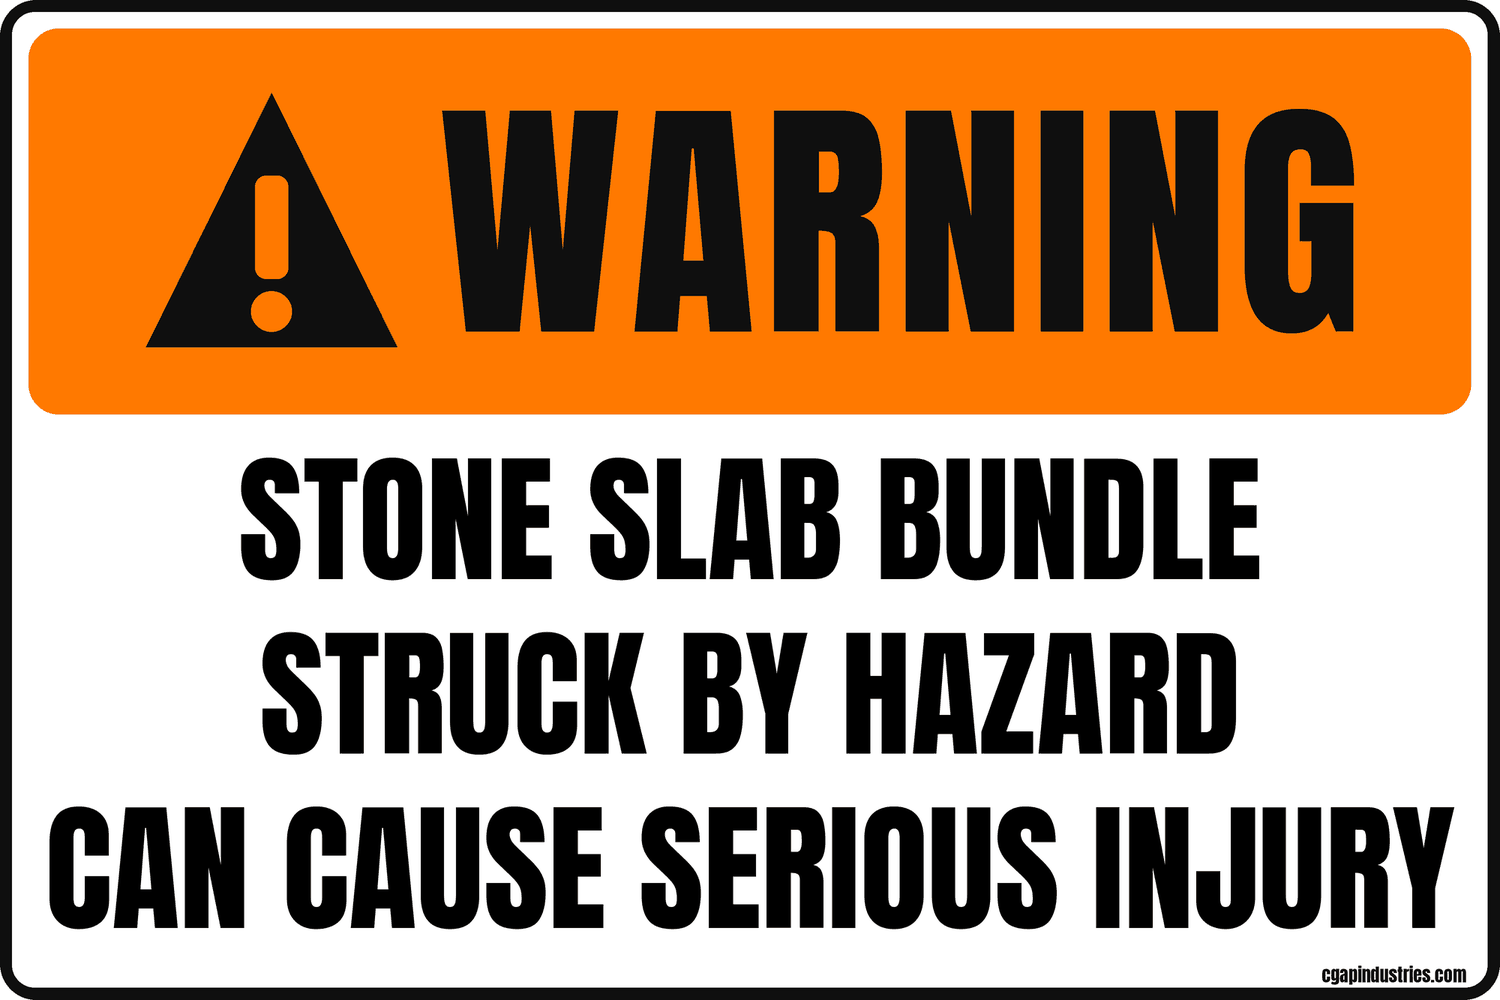 WARNING
STONE SLAB BUNDLE
STRUCK BY HAZARD
CAN CAUSE SERIOUS INJURY
cgapindustries.com